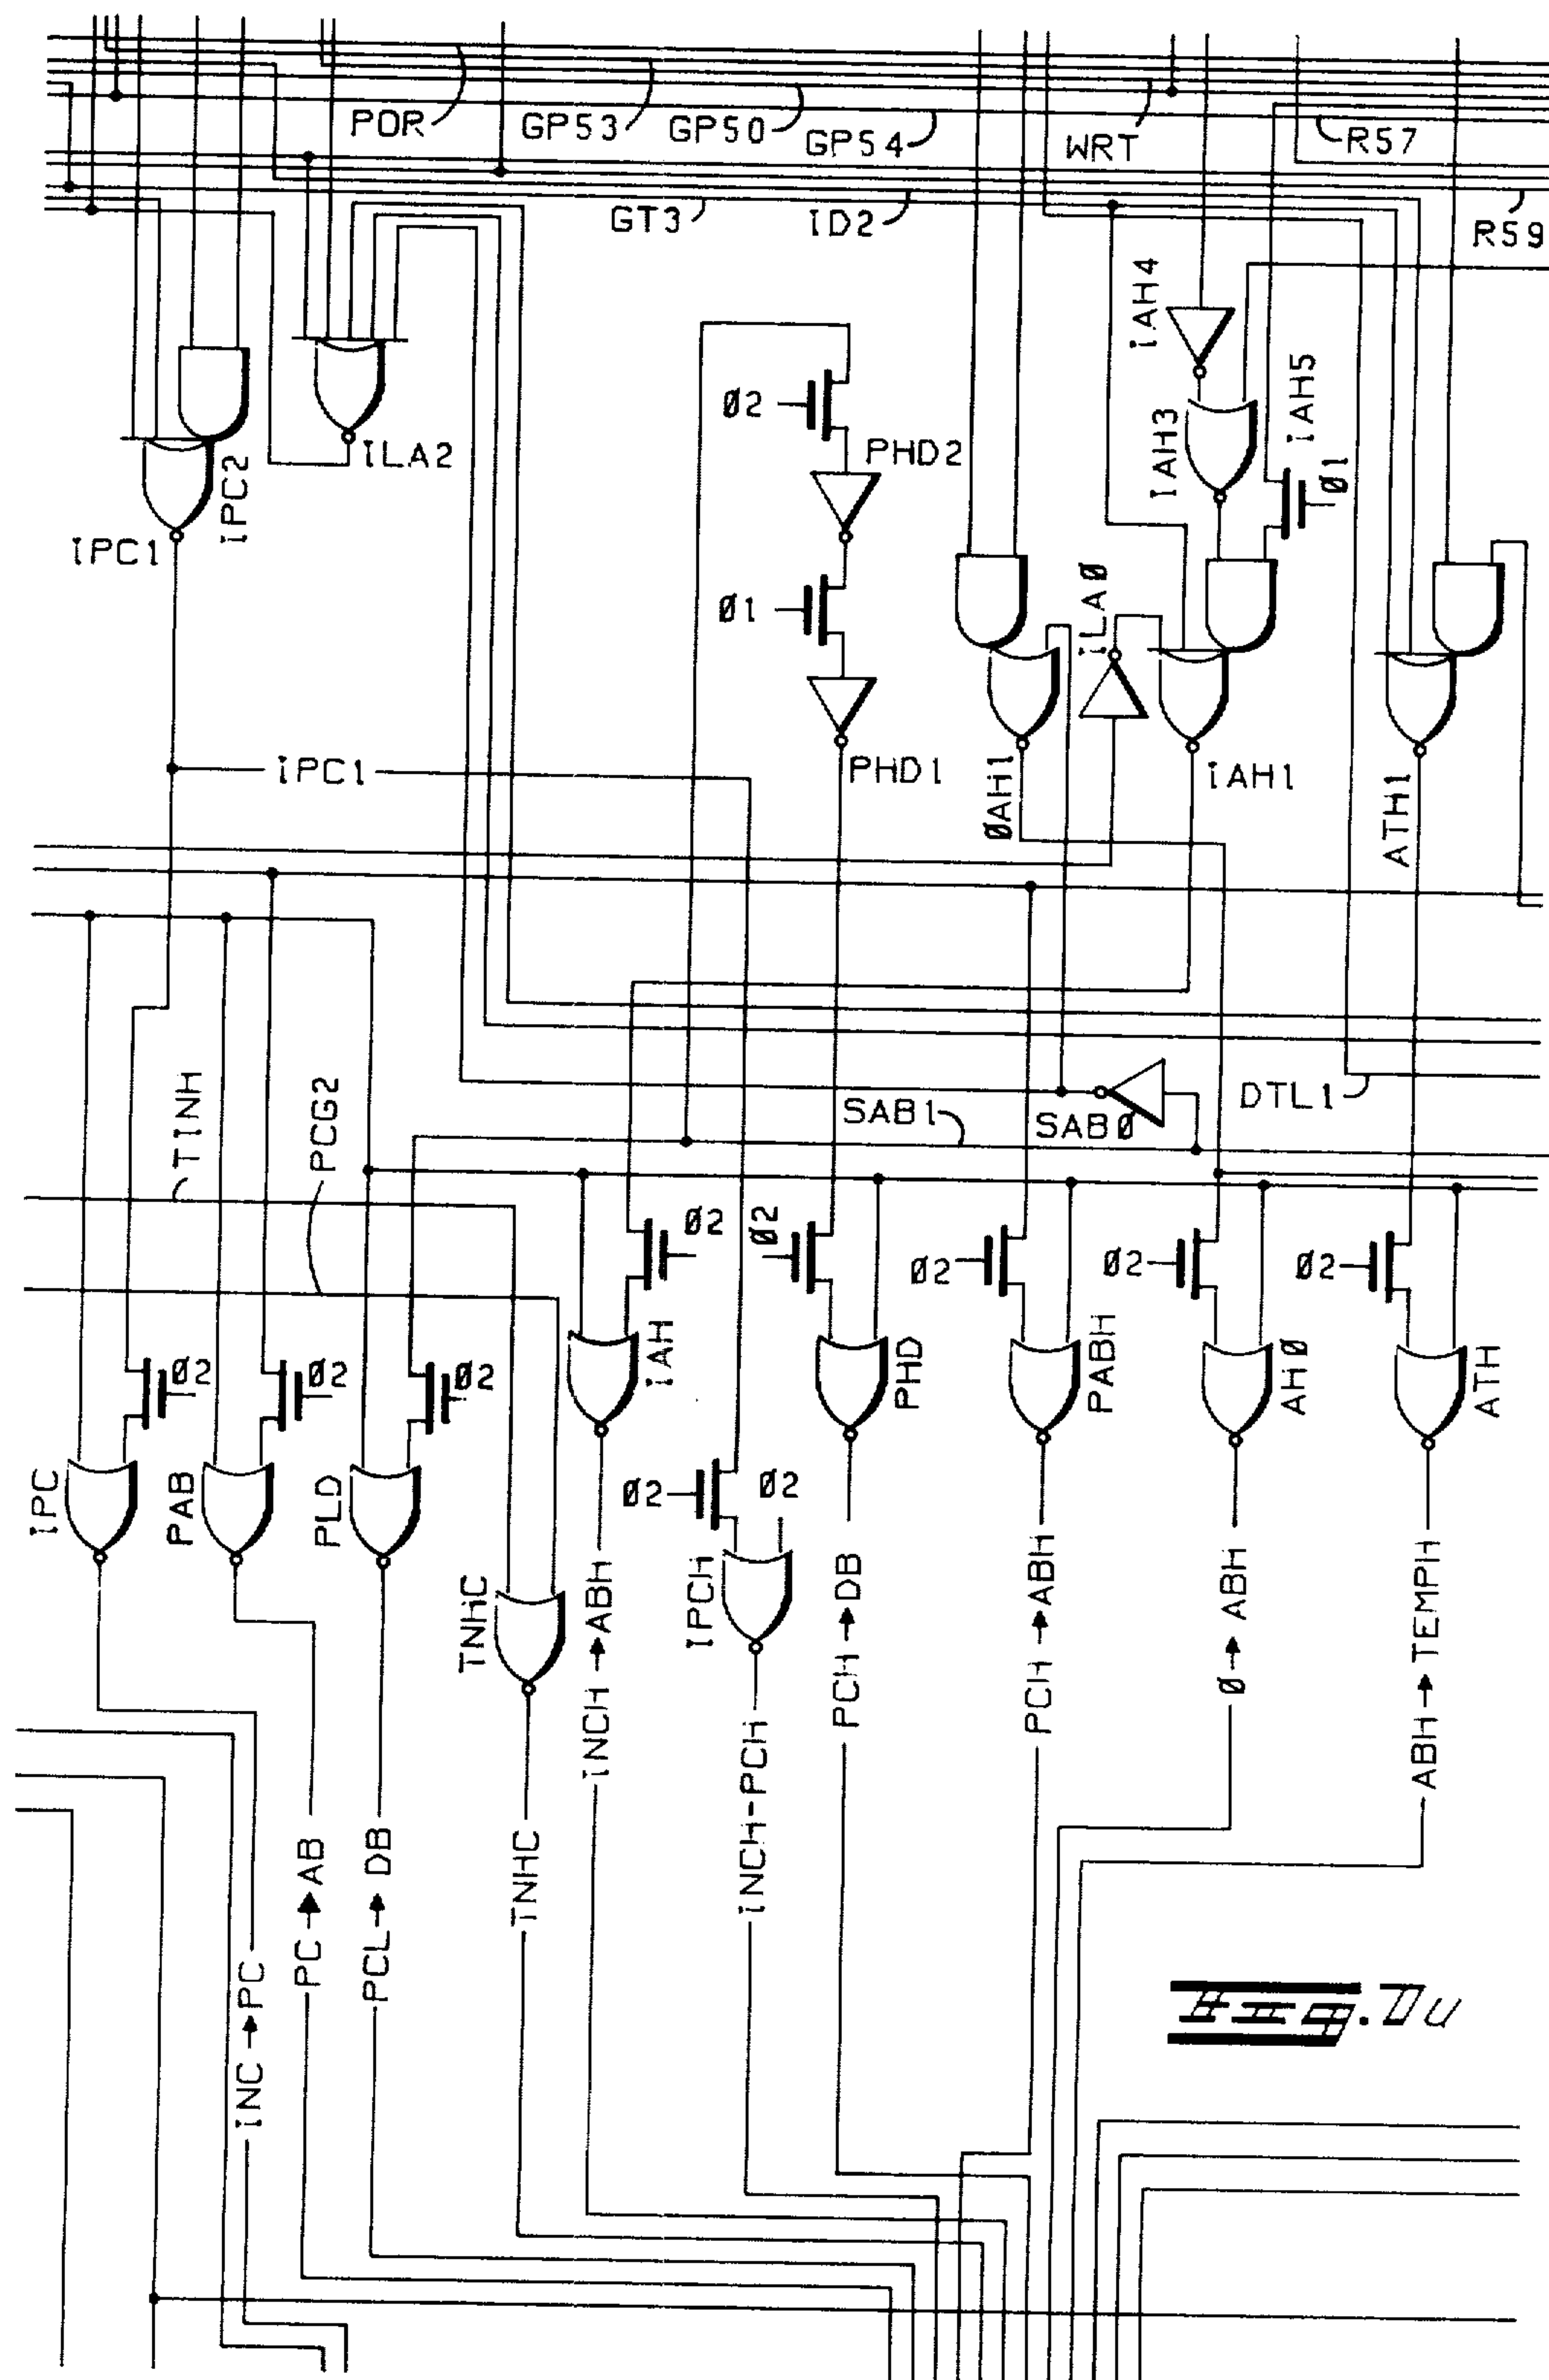 POR
GP53
GP50
GP54
WRT
R57
GT3
ID2
R59
IAH4
IAH5
IAH3
Ø2
PHD2
ILA2
IPC2
Ø1
IPC1
ILAØ
Ø1
IPC1
PHD1
ØAH1
IAH1
ATH1
TINH
PCG2
SAB1
SABØ
DTL1
Ø2
Ø2
Ø2
Ø2
Ø2
Ø2
Ø2
Ø2
IAH
PHD
PABH
AHØ
ATH
IPC
PAB
PLD
Ø2
Ø2
TNHC
IPCH
INCH→ABH
PCH→DB
PCH→ABH
Ø→ABH
ABH→TEMPH
INCH-PCH
TNHC
PCL→DB
PC→AB
INC→PC
Fig. 7u